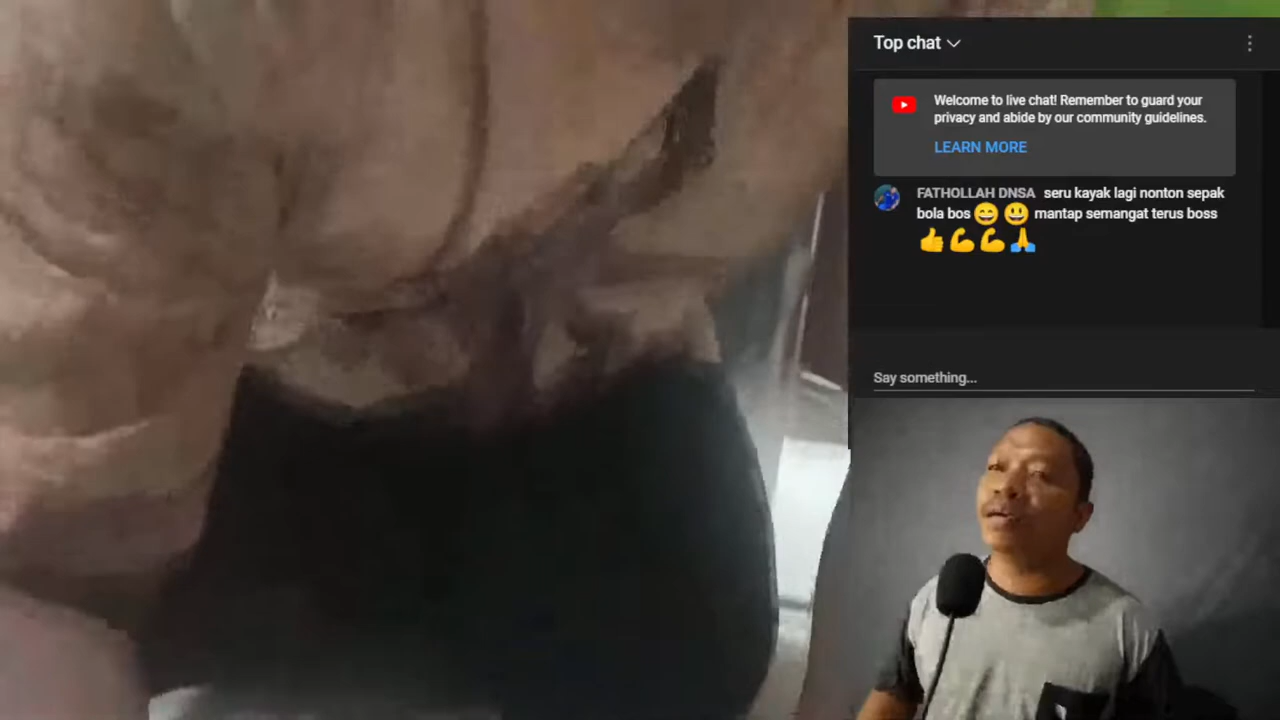 Top chat
Welcome to live chat! Remember to guard your
privacy and abide by our community guidelines.
LEARN MORE
FATHOLLAH DNSA seru kayak lagi nonton sepak
bola bos😄😃 mantap semangat terus boss
👍💪💪🙏
Say something...